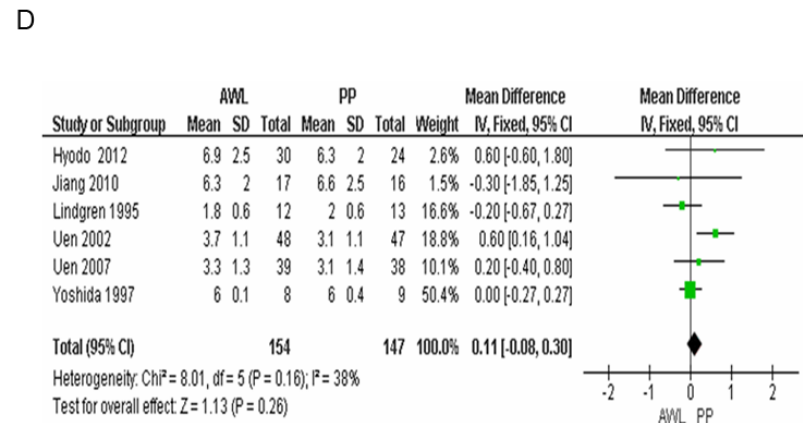 D
AWL PP Mean Difference Mean Difference
Study or Subgroup Mean SD Total Mean SD Total Weight IV, Fixed, 95% CI IV, Fixed, 95% CI
Hyodo 2012 6.9 2.5 30 6.3 2 24 2.6% 0.60 [-0.60, 1.80]
Jiang 2010 6.3 2 17 6.6 2.5 16 1.5% -0.30 [-1.85, 1.25]
Lindgren 1995 1.8 0.6 12 2 0.6 13 16.6% -0.20 [-0.67, 0.27]
Uen 2002 3.7 1.1 48 3.1 1.1 47 18.8% 0.60 [0.16, 1.04]
Uen 2007 3.3 1.3 39 3.1 1.4 38 10.1% 0.20 [-0.40, 0.80]
Yoshida 1997 6 0.1 8 6 0.4 9 50.4% 0.00 [-0.27, 0.27]
Total (95% CI) 154 147 100.0% 0.11 [-0.08, 0.30]
Heterogeneity: Chi² = 8.01, df = 5 (P = 0.16); I² = 38%
Test for overall effect: Z = 1.13 (P = 0.26)
-2 -1 0 1 2
AWL PP